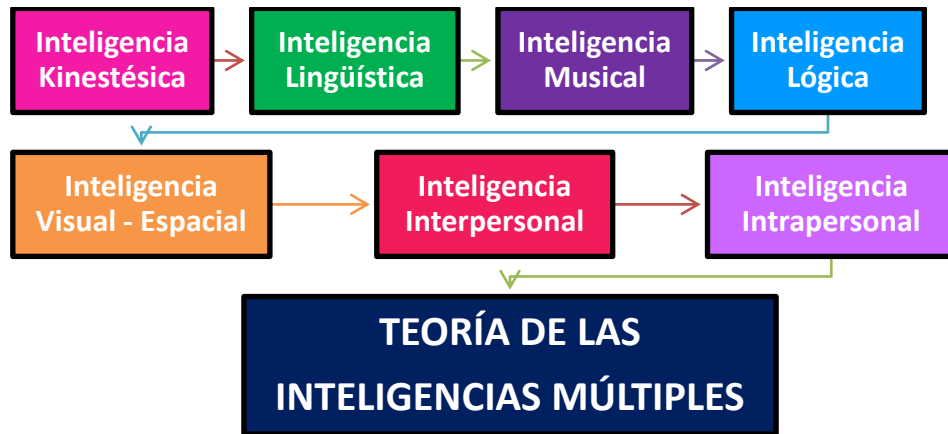 Inteligencia
Kinestésica
Inteligencia
Lingüística
Inteligencia
Musical
Inteligencia
Lógica
Inteligencia
Visual - Espacial
Inteligencia
Interpersonal
Inteligencia
Intrapersonal
TEORÍA DE LAS
INTELIGENCIAS MÚLTIPLES